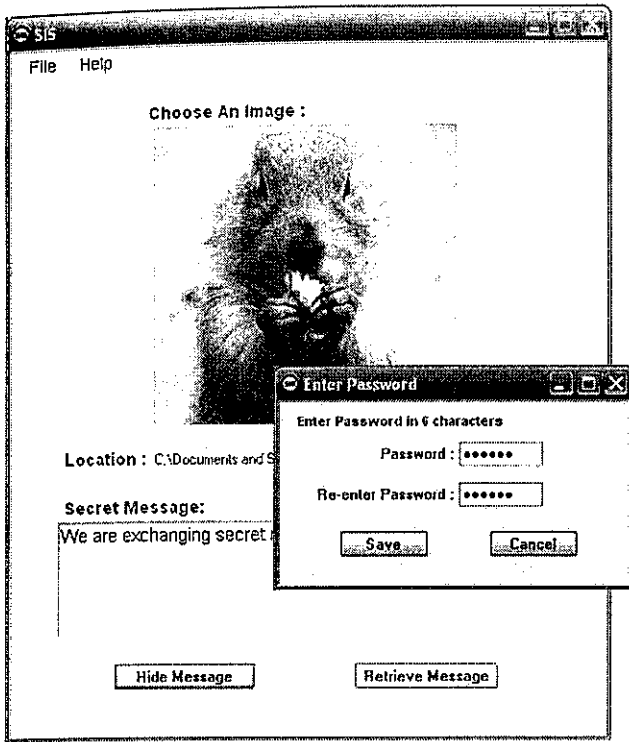 SIS
File Help
Choose An Image :
Enter Password
Enter Password in 6 characters
Password : ••••••
Re-enter Password : ••••••
Save Cancel
Location : C:\Documents and S
Secret Message:
We are exchanging secret
Hide Message Retrieve Message